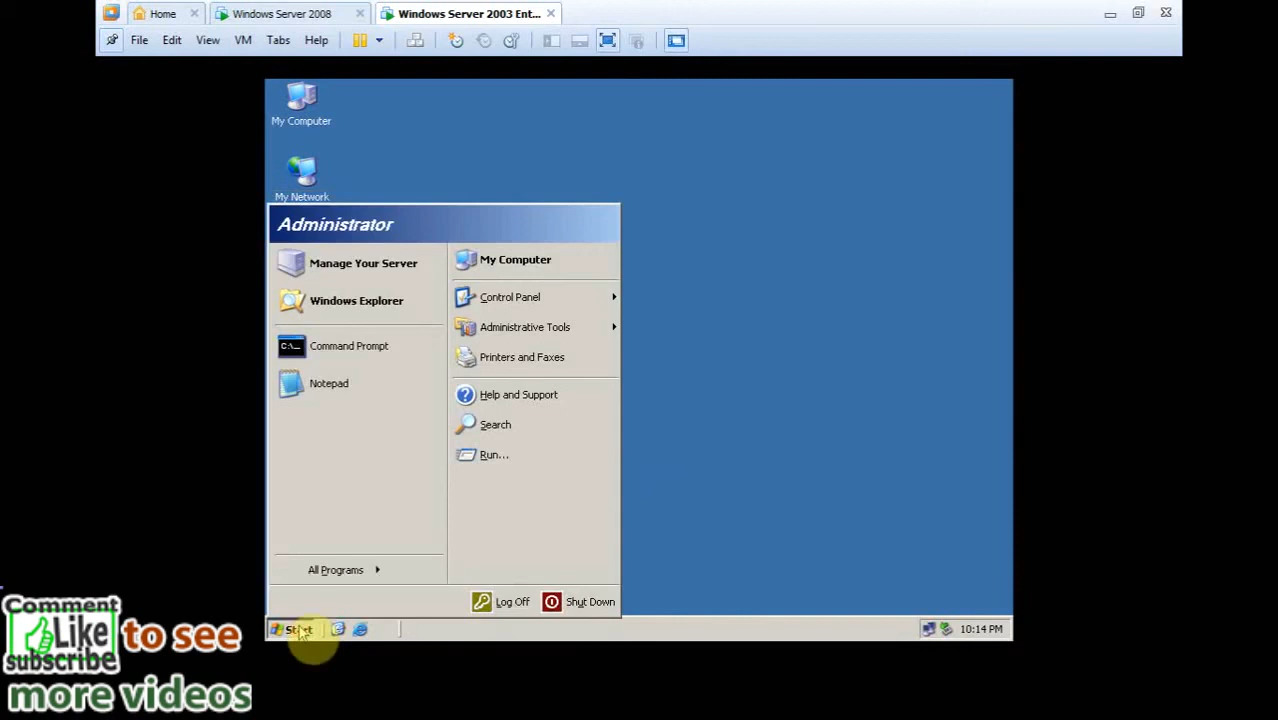 Home
Windows Server 2008
Windows Server 2003 Ent...
File
Edit
View
VM
Tabs
Help
My Computer
My Network
Administrator
Manage Your Server
Windows Explorer
Command Prompt
Notepad
All Programs
My Computer
Control Panel
Administrative Tools
Printers and Faxes
Help and Support
Search
Run...
Log Off
Shut Down
Start
10:14 PM
Comment
Like
subscribe
to see
more videos